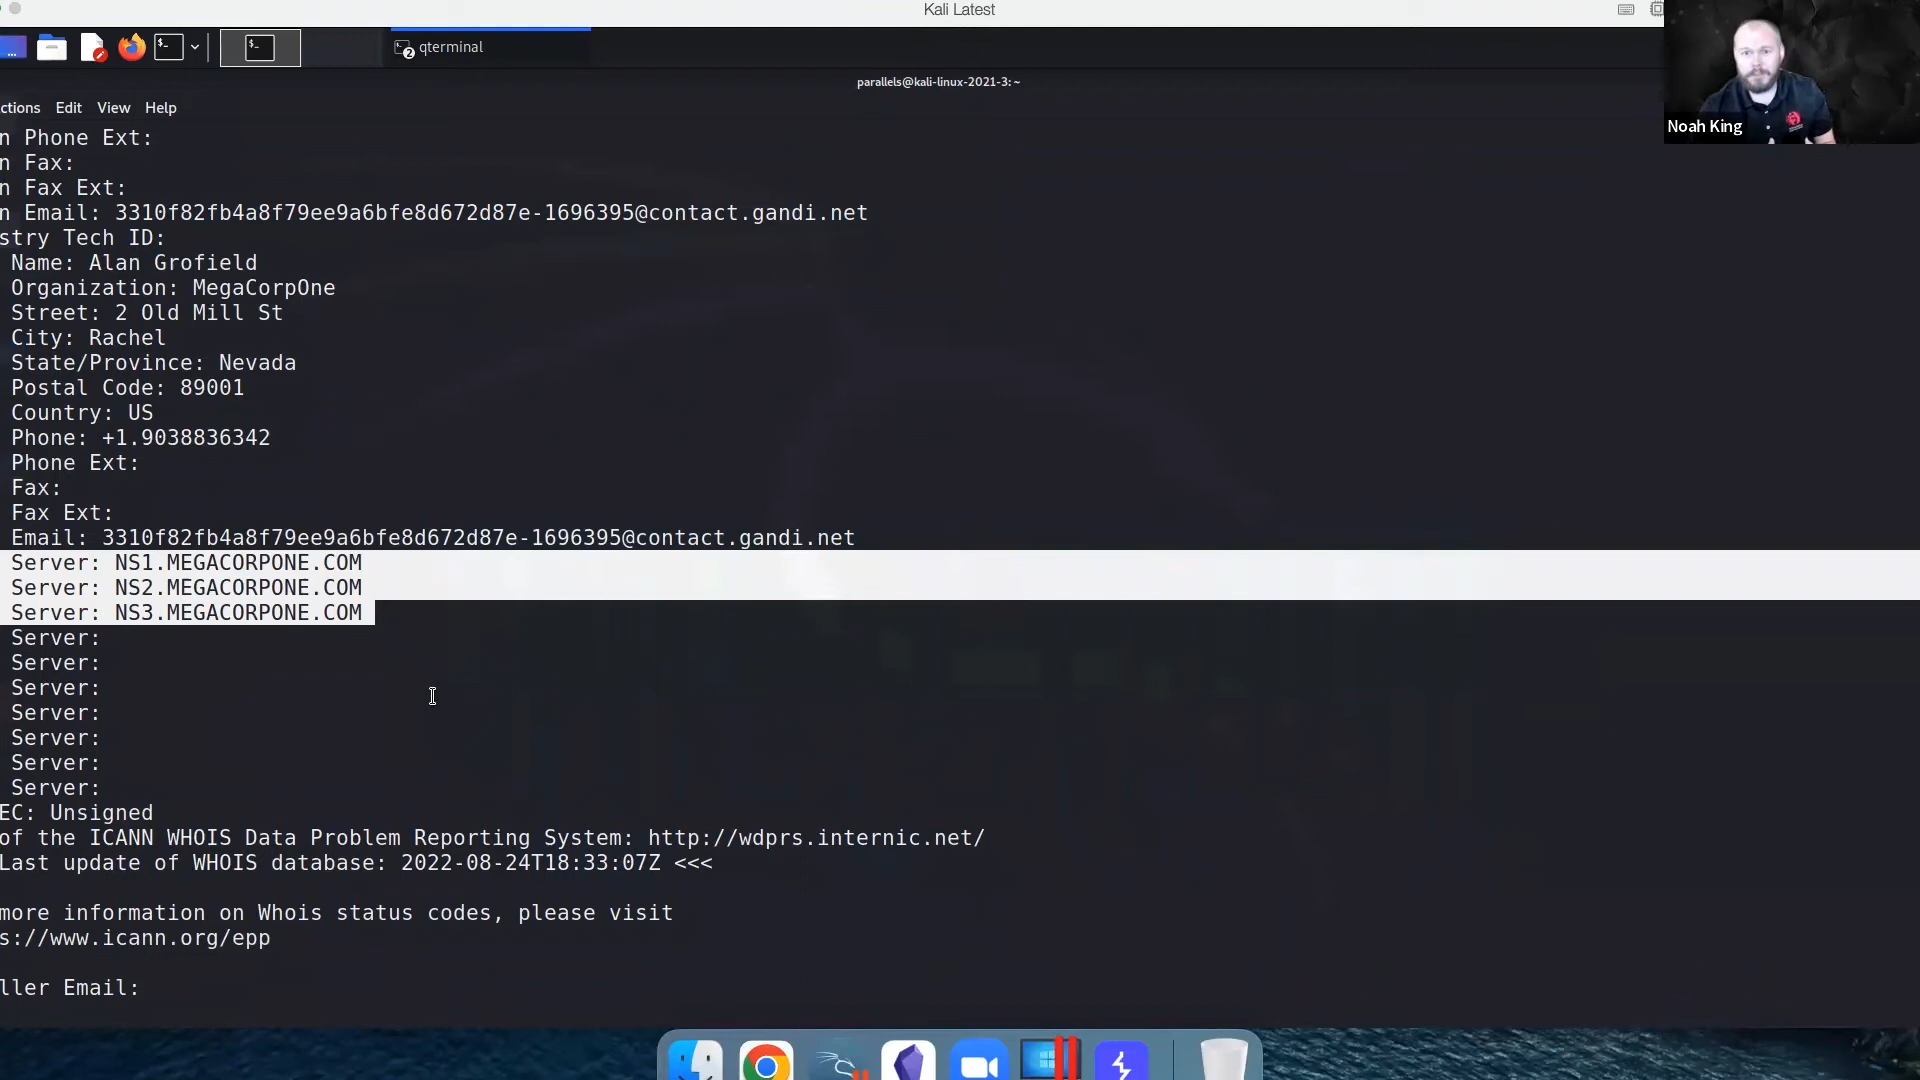 Kali Latest
qterminal
parallels@kali-linux-2021-3: ~
ctions Edit View Help
Noah King
n Phone Ext:
n Fax:
n Fax Ext:
n Email: 3310f82fb4a8f79ee9a6bfe8d672d87e-1696395@contact.gandi.net
stry Tech ID:
Name: Alan Grofield
Organization: MegaCorpOne
Street: 2 Old Mill St
City: Rachel
State/Province: Nevada
Postal Code: 89001
Country: US
Phone: +1.9038836342
Phone Ext:
Fax:
Fax Ext:
Email: 3310f82fb4a8f79ee9a6bfe8d672d87e-1696395@contact.gandi.net
Server: NS1.MEGACORPONE.COM
Server: NS2.MEGACORPONE.COM
Server: NS3.MEGACORPONE.COM
Server:
Server:
Server:
Server:
Server:
Server:
Server:
EC: Unsigned
of the ICANN WHOIS Data Problem Reporting System: http://wdprs.internic.net/
Last update of WHOIS database: 2022-08-24T18:33:07Z <<<
more information on Whois status codes, please visit
s://www.icann.org/epp
ller Email: